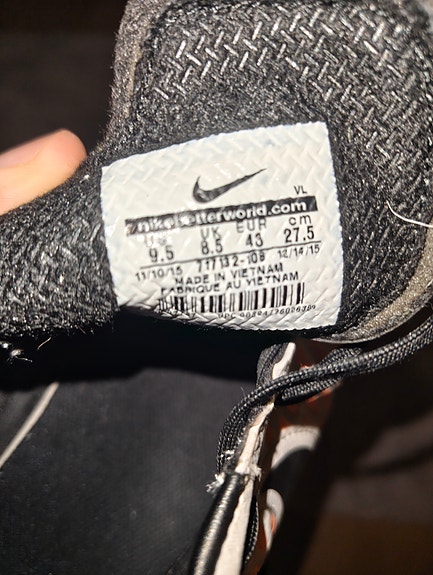 VL
nikebetterworld.com
US UK EUR cm
9.5 8.5 43 27.5
11/10/15 717132-108 12/14/15
MADE IN VIETNAM
FABRIQUE AU VIETNAM